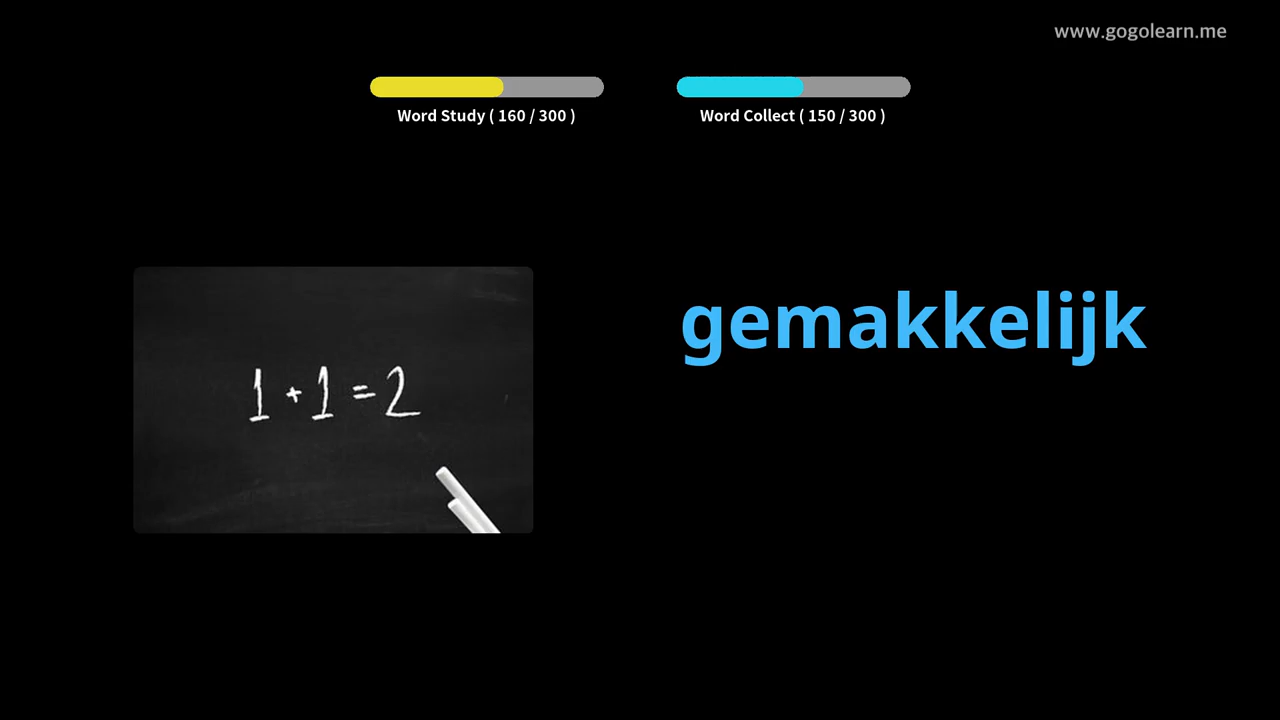 www.gogolearn.me
Word Study ( 160 / 300 )
Word Collect ( 150 / 300 )
gemakkelijk
1 + 1 = 2